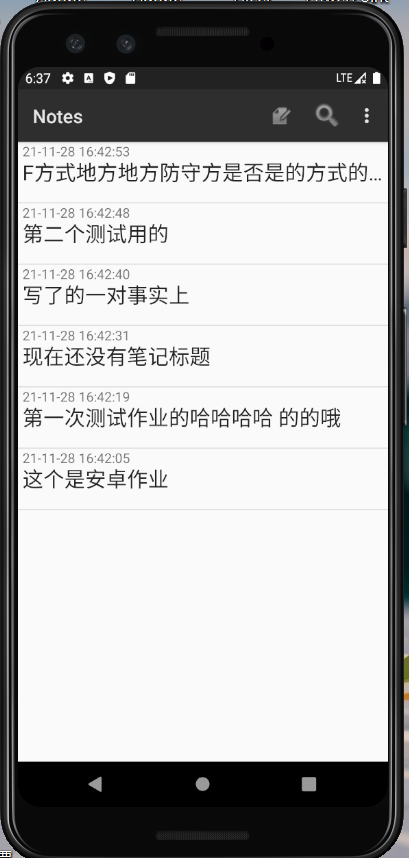 6:37 LTE
Notes
21-11-28 16:42:53
F方式地方地方防守方是否是的方式的...
21-11-28 16:42:48
第二个测试用的
21-11-28 16:42:40
写了的一对事实上
21-11-28 16:42:31
现在还没有笔记标题
21-11-28 16:42:19
第一次测试作业的哈哈哈哈 的的哦
21-11-28 16:42:05
这个是安卓作业